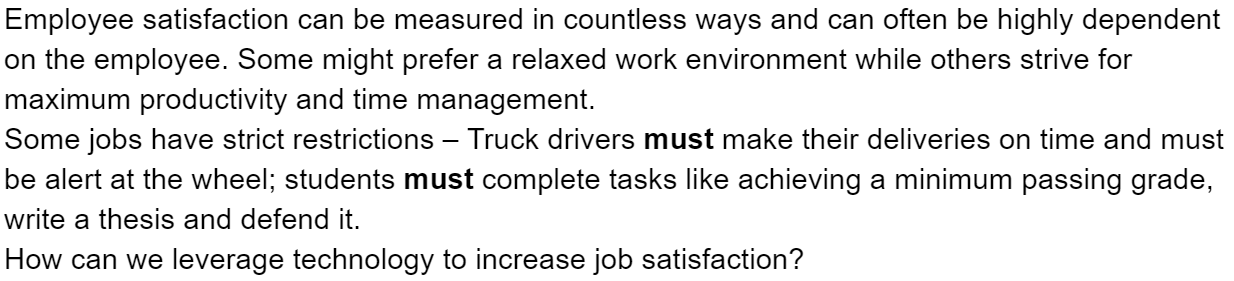 Employee satisfaction can be measured in countless ways and can often be highly dependent
on the employee. Some might prefer a relaxed work environment while others strive for
maximum productivity and time management.
Some jobs have strict restrictions – Truck drivers must make their deliveries on time and must
be alert at the wheel; students must complete tasks like achieving a minimum passing grade,
write a thesis and defend it.
How can we leverage technology to increase job satisfaction?